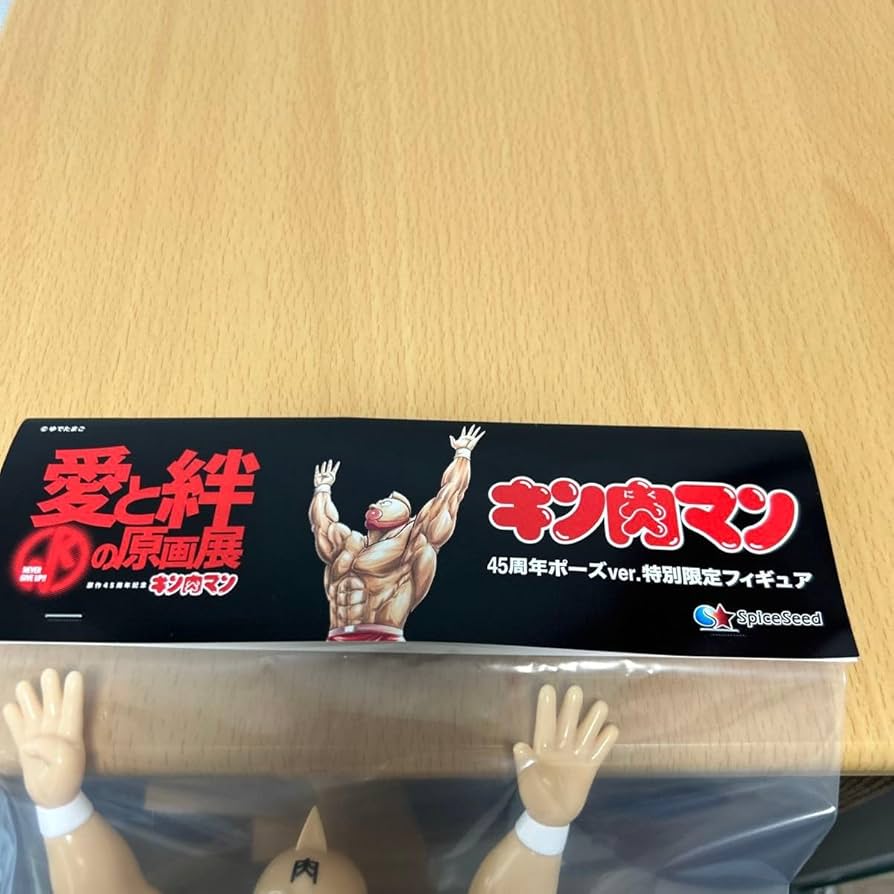 ©ゆでたまご
愛と絆
の原画展
NEVER
GIVE UP!!
原作45周年記念 キン肉マン
キン肉マン
45周年ポーズver.特別限定フィギュア
SpiceSeed
肉